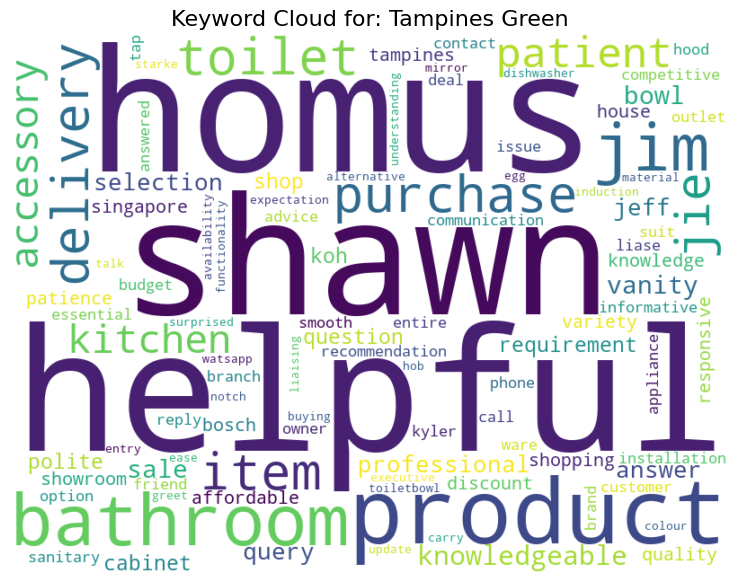 Keyword Cloud for: Tampines Green
homus
shawn
helpful
product
bathroom
jim
jie
purchase
delivery
toilet
patient
accessory
kitchen
item
tampines
contact
hood
tap
starke
mirror
deal
dishwasher
competitive
bowl
house
outlet
answered
understanding
issue
selection
shop
alternative
egg
material
induction
singapore
expectation
advice
communication
jeff
suit
liase
availability
functionality
talk
koh
knowledge
budget
vanity
patience
essential
informative
surprised
smooth
entire
variety
question
requirement
responsive
watsapp
recommendation
branch
hob
liaising
phone
appliance
notch
reply
bosch
buying
owner
call
kyler
entry
ware
polite
ease
sale
professional
shopping
installation
showroom
friend
executive
answer
option
greet
affordable
toiletbowl
discount
brand
customer
carry
colour
sanitary
cabinet
query
update
knowledgeable
quality